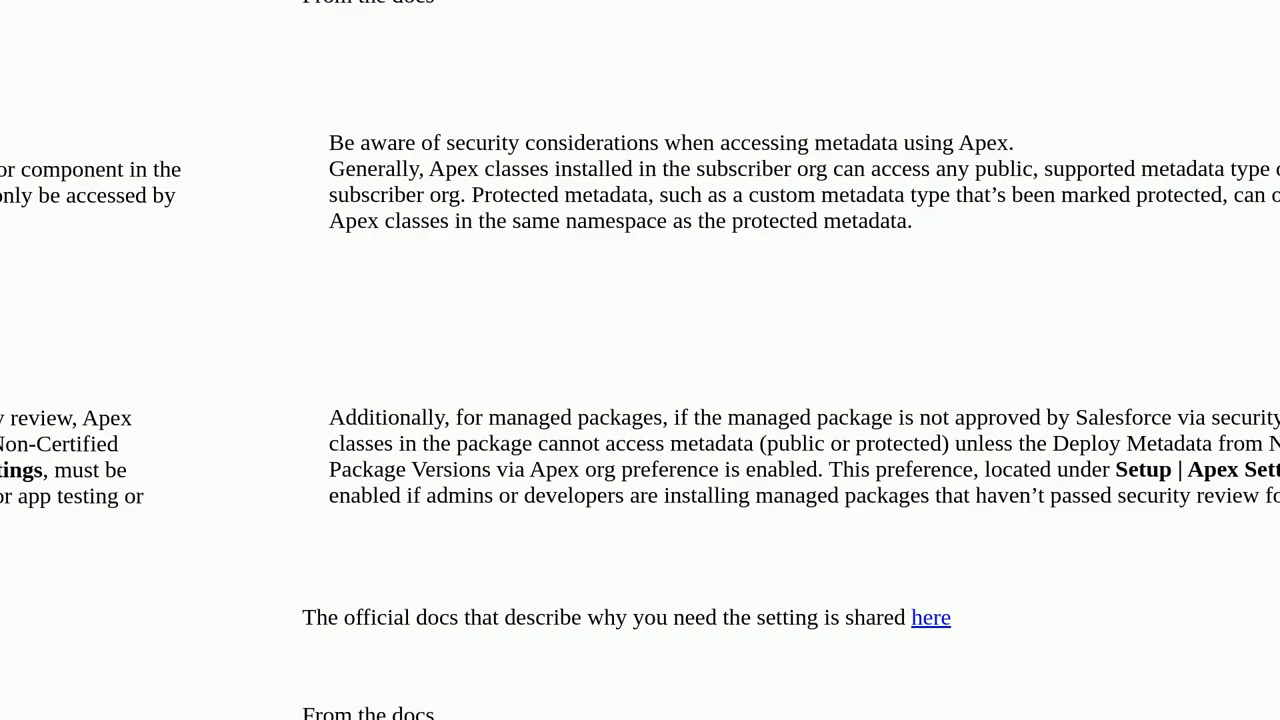 From the docs
or component in the
only be accessed by
Be aware of security considerations when accessing metadata using Apex.
Generally, Apex classes installed in the subscriber org can access any public, supported metadata type
subscriber org. Protected metadata, such as a custom metadata type that’s been marked protected, can
Apex classes in the same namespace as the protected metadata.
review, Apex
Non-Certified
tings, must be
or app testing or
Additionally, for managed packages, if the managed package is not approved by Salesforce via security
classes in the package cannot access metadata (public or protected) unless the Deploy Metadata from
Package Versions via Apex org preference is enabled. This preference, located under Setup | Apex Sett
enabled if admins or developers are installing managed packages that haven’t passed security review
The official docs that describe why you need the setting is shared here
From the docs